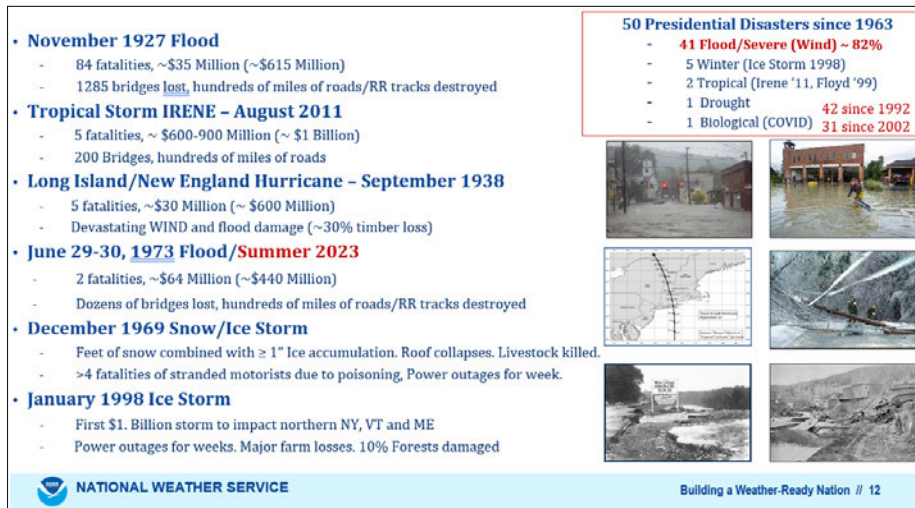 • November 1927 Flood
- 84 fatalities, ~$35 Million (~$615 Million)
- 1285 bridges lost, hundreds of miles of roads/RR tracks destroyed
• Tropical Storm IRENE – August 2011
- 5 fatalities, ~ $600-900 Million (~ $1 Billion)
- 200 Bridges, hundreds of miles of roads
• Long Island/New England Hurricane – September 1938
- 5 fatalities, ~$30 Million (~ $600 Million)
- Devastating WIND and flood damage (~30% timber loss)
• June 29-30, 1973 Flood/Summer 2023
- 2 fatalities, ~$64 Million (~$440 Million)
- Dozens of bridges lost, hundreds of miles of roads/RR tracks destroyed
• December 1969 Snow/Ice Storm
- Feet of snow combined with ≥ 1" Ice accumulation. Roof collapses. Livestock killed.
- >4 fatalities of stranded motorists due to poisoning, Power outages for week.
• January 1998 Ice Storm
- First $1. Billion storm to impact northern NY, VT and ME
- Power outages for weeks. Major farm losses. 10% Forests damaged
50 Presidential Disasters since 1963
- 41 Flood/Severe (Wind) ~ 82%
- 5 Winter (Ice Storm 1998)
- 2 Tropical (Irene '11, Floyd '99)
- 1 Drought
- 1 Biological (COVID)
42 since 1992
31 since 2002
NATIONAL WEATHER SERVICE
Building a Weather-Ready Nation // 12